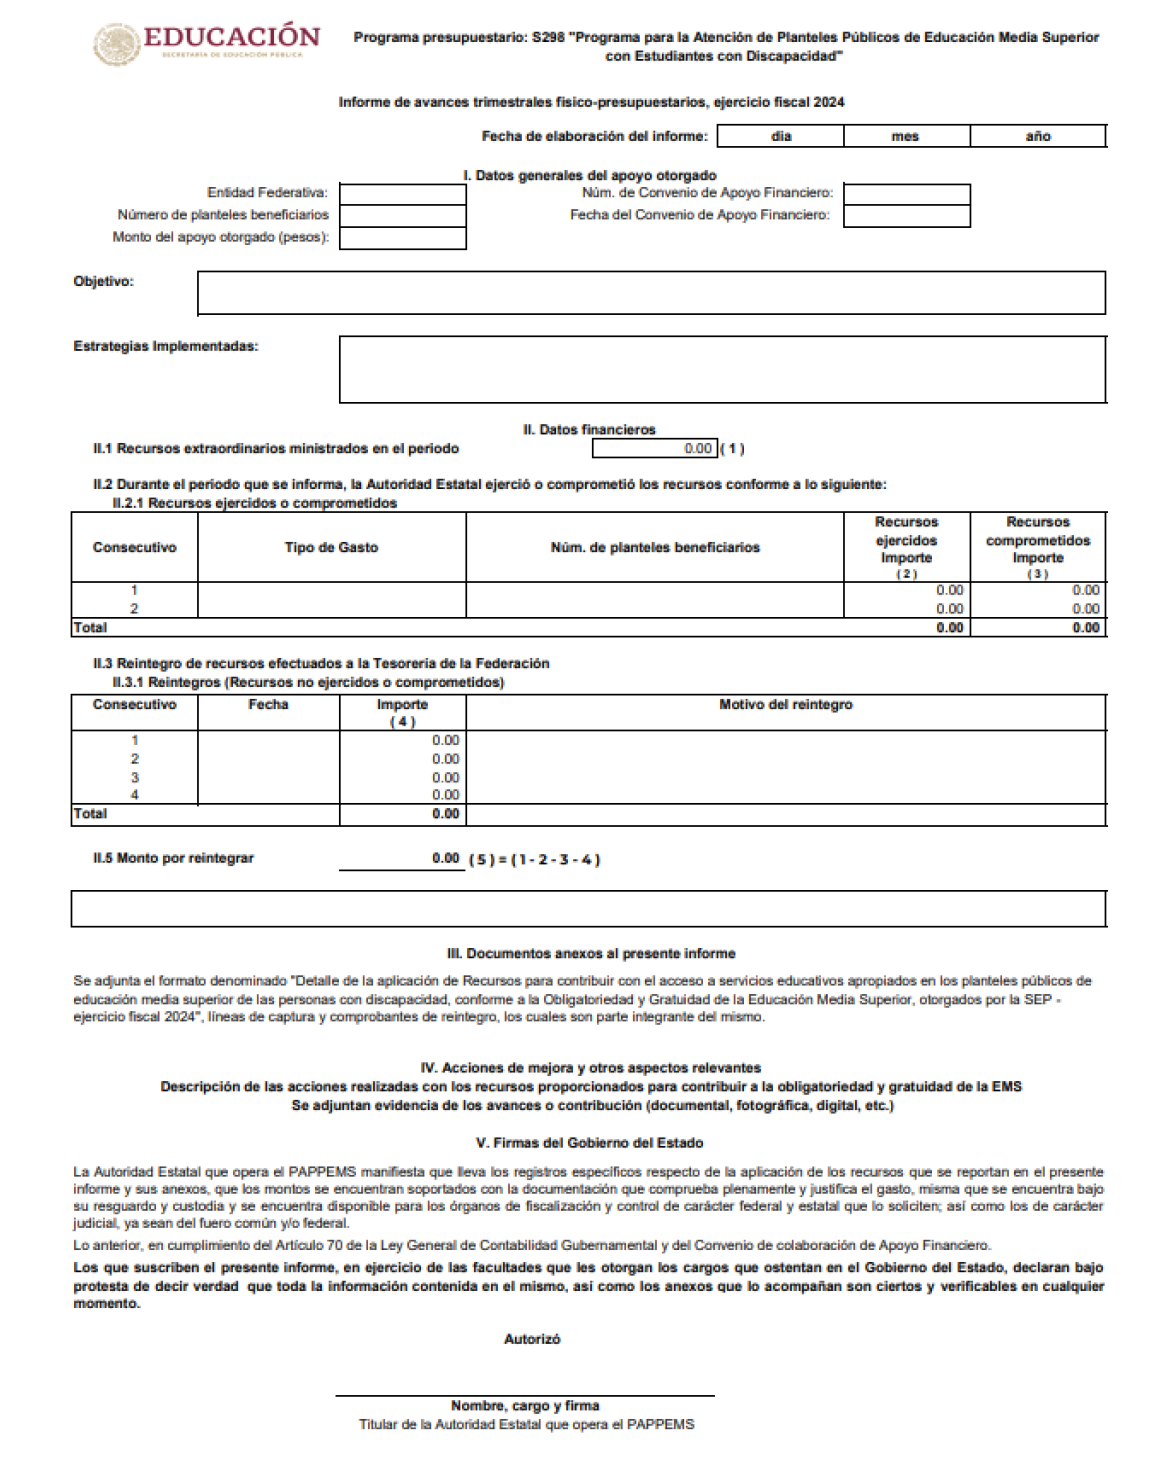 EDUCACIÓN
SECRETARÍA DE EDUCACIÓN PÚBLICA
Programa presupuestario: S298 "Programa para la Atención de Planteles Públicos de Educación Media Superior
con Estudiantes con Discapacidad"
Informe de avances trimestrales fisico-presupuestarios, ejercicio fiscal 2024
Fecha de elaboración del informe: dia mes año
I. Datos generales del apoyo otorgado
Entidad Federativa: Núm. de Convenio de Apoyo Financiero:
Número de planteles beneficiarios Fecha del Convenio de Apoyo Financiero:
Monto del apoyo otorgado (pesos):
Objetivo:
Estrategias Implementadas:
II. Datos financieros
II.1 Recursos extraordinarios ministrados en el periodo 0.00 ( 1 )
II.2 Durante el periodo que se informa, la Autoridad Estatal ejerció o comprometió los recursos conforme a lo siguiente:
II.2.1 Recursos ejercidos o comprometidos
Consecutivo Tipo de Gasto Núm. de planteles beneficiarios Recursos ejercidos Importe ( 2 ) Recursos comprometidos Importe ( 3 )
1 0.00 0.00
2 0.00 0.00
Total 0.00 0.00
II.3 Reintegro de recursos efectuados a la Tesoreria de la Federación
II.3.1 Reintegros (Recursos no ejercidos o comprometidos)
Consecutivo Fecha Importe ( 4 ) Motivo del reintegro
1 0.00
2 0.00
3 0.00
4 0.00
Total 0.00
II.5 Monto por reintegrar 0.00 ( 5 ) = ( 1 - 2 - 3 - 4 )
III. Documentos anexos al presente informe
Se adjunta el formato denominado "Detalle de la aplicación de Recursos para contribuir con el acceso a servicios educativos apropiados en los planteles públicos de
educación media superior de las personas con discapacidad, conforme a la Obligatoriedad y Gratuidad de la Educación Media Superior, otorgados por la SEP -
ejercicio fiscal 2024", líneas de captura y comprobantes de reintegro, los cuales son parte integrante del mismo.
IV. Acciones de mejora y otros aspectos relevantes
Descripción de las acciones realizadas con los recursos proporcionados para contribuir a la obligatoriedad y gratuidad de la EMS
Se adjuntan evidencia de los avances o contribución (documental, fotográfica, digital, etc.)
V. Firmas del Gobierno del Estado
La Autoridad Estatal que opera el PAPPEMS manifiesta que lleva los registros específicos respecto de la aplicación de los recursos que se reportan en el presente
informe y sus anexos, que los montos se encuentran soportados con la documentación que comprueba plenamente y justifica el gasto, misma que se encuentra bajo
su resguardo y custodia y se encuentra disponible para los órganos de fiscalización y control de carácter federal y estatal que lo soliciten; así como los de carácter
judicial, ya sean del fuero común y/o federal.
Lo anterior, en cumplimiento del Artículo 70 de la Ley General de Contabilidad Gubernamental y del Convenio de colaboración de Apoyo Financiero.
Los que suscriben el presente informe, en ejercicio de las facultades que les otorgan los cargos que ostentan en el Gobierno del Estado, declaran bajo
protesta de decir verdad que toda la información contenida en el mismo, así como los anexos que lo acompañan son ciertos y verificables en cualquier
momento.
Autorizó
Nombre, cargo y firma
Titular de la Autoridad Estatal que opera el PAPPEMS